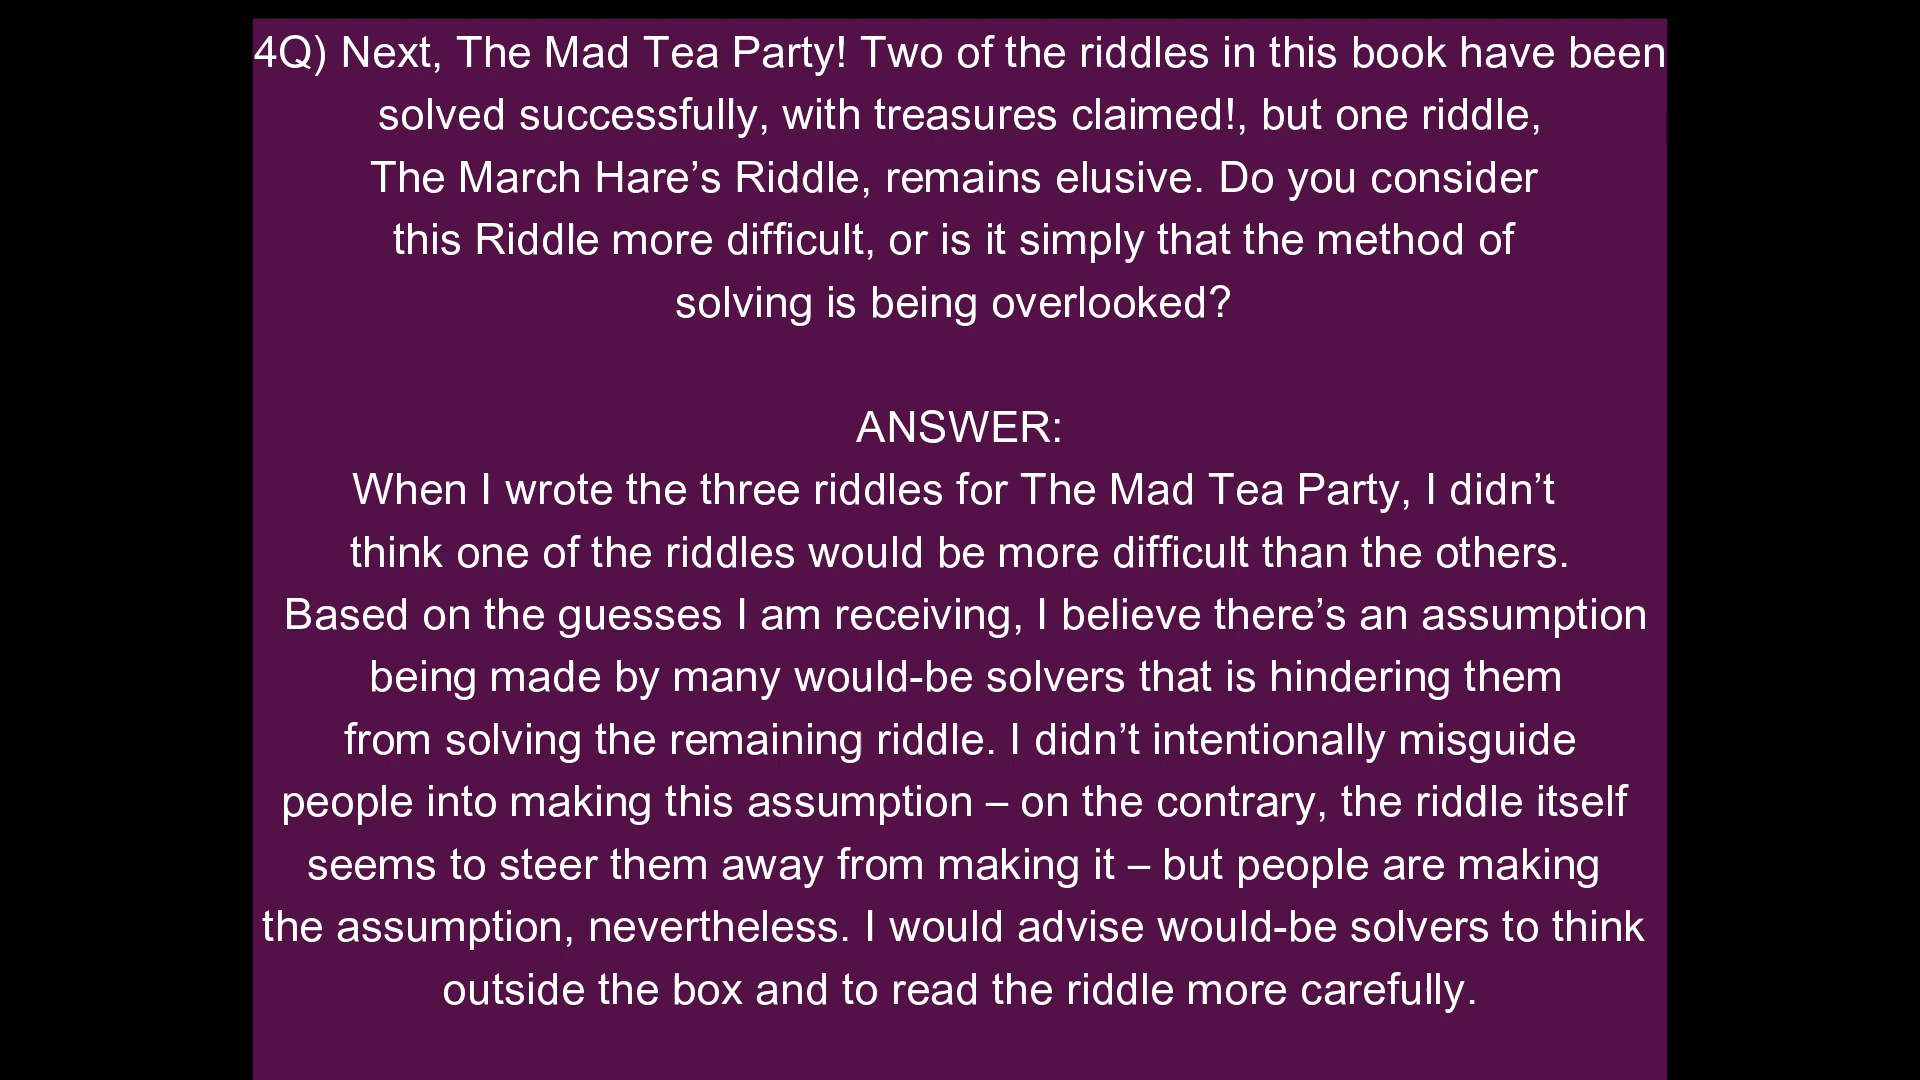 4Q) Next, The Mad Tea Party! Two of the riddles in this book have been
solved successfully, with treasures claimed!, but one riddle,
The March Hare’s Riddle, remains elusive. Do you consider
this Riddle more difficult, or is it simply that the method of
solving is being overlooked?
ANSWER:
When I wrote the three riddles for The Mad Tea Party, I didn’t
think one of the riddles would be more difficult than the others.
Based on the guesses I am receiving, I believe there’s an assumption
being made by many would-be solvers that is hindering them
from solving the remaining riddle. I didn’t intentionally misguide
people into making this assumption – on the contrary, the riddle itself
seems to steer them away from making it – but people are making
the assumption, nevertheless. I would advise would-be solvers to think
outside the box and to read the riddle more carefully.